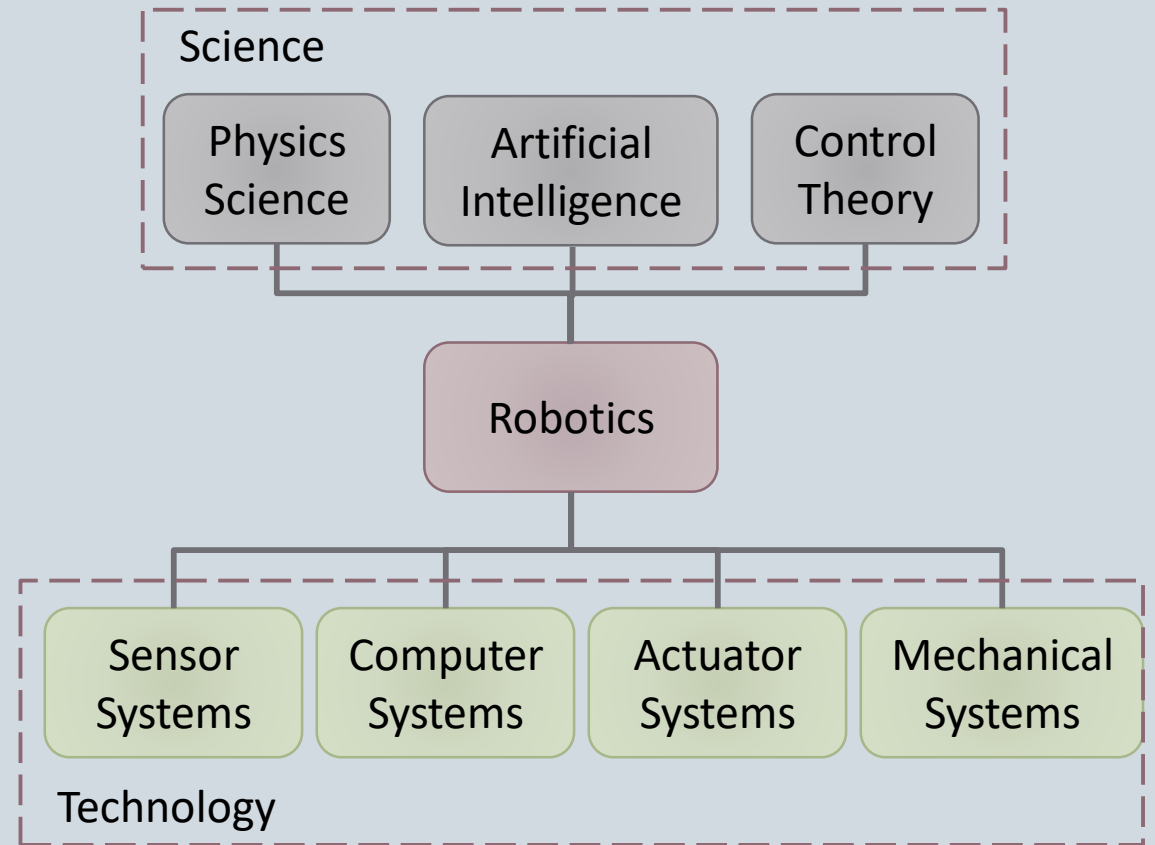 Science
Physics
Science
Artificial
Intelligence
Control
Theory
Robotics
Sensor
Systems
Computer
Systems
Actuator
Systems
Mechanical
Systems
Technology